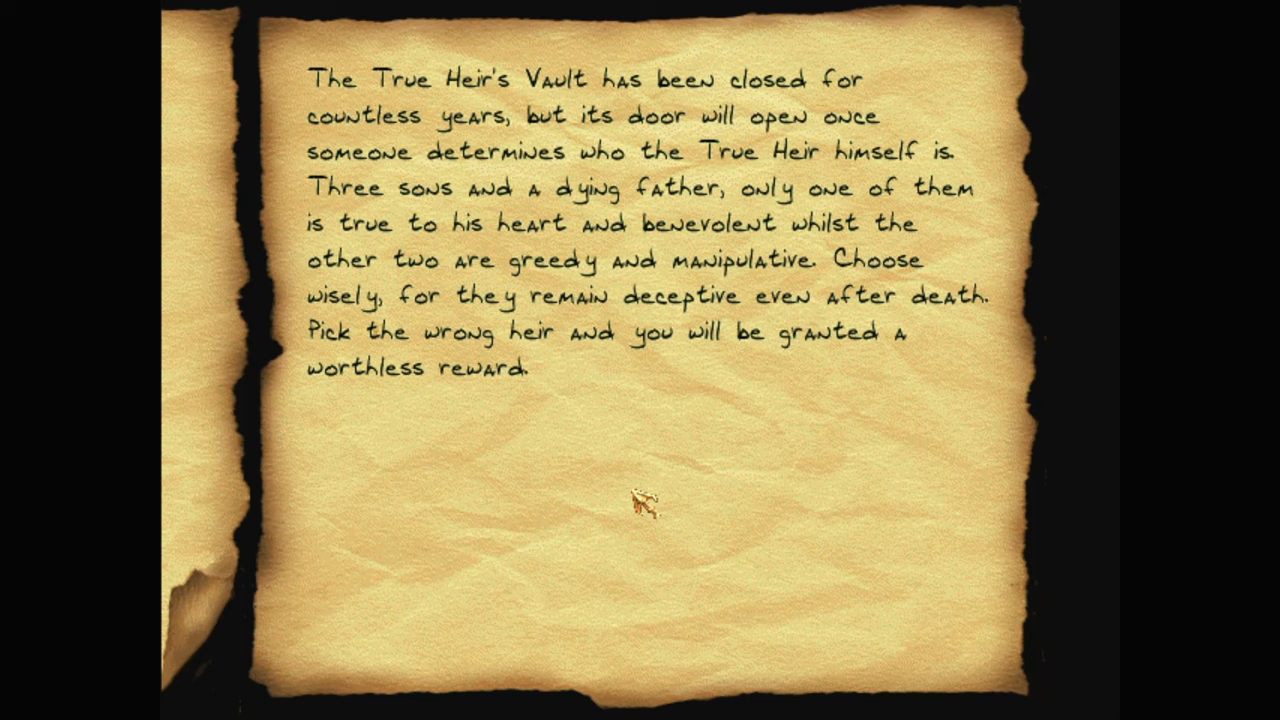 The True Heir's Vault has been closed for
countless years, but its door will open once
someone determines who the True Heir himself is.
Three sons and a dying father, only one of them
is true to his heart and benevolent whilst the
other two are greedy and manipulative. Choose
wisely, for they remain deceptive even after death.
Pick the wrong heir and you will be granted a
worthless reward.